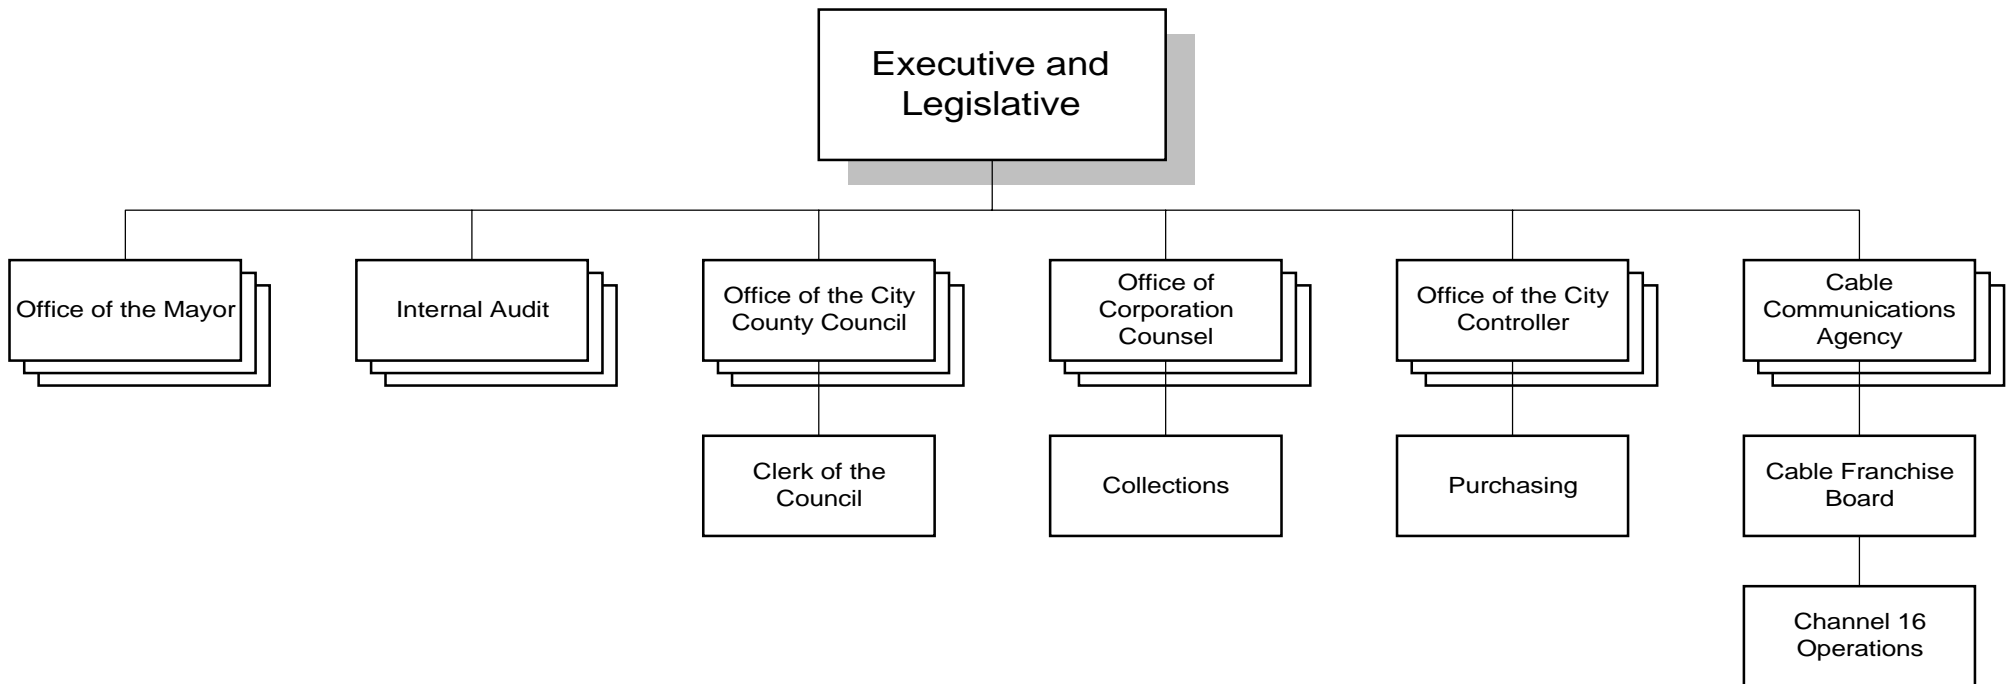 Executive and
Legislative
Office of the Mayor
Internal Audit
Office of the City
County Council
Office of
Corporation
Counsel
Office of the City
Controller
Cable
Communications
Agency
Clerk of the
Council
Collections
Purchasing
Cable Franchise
Board
Channel 16
Operations